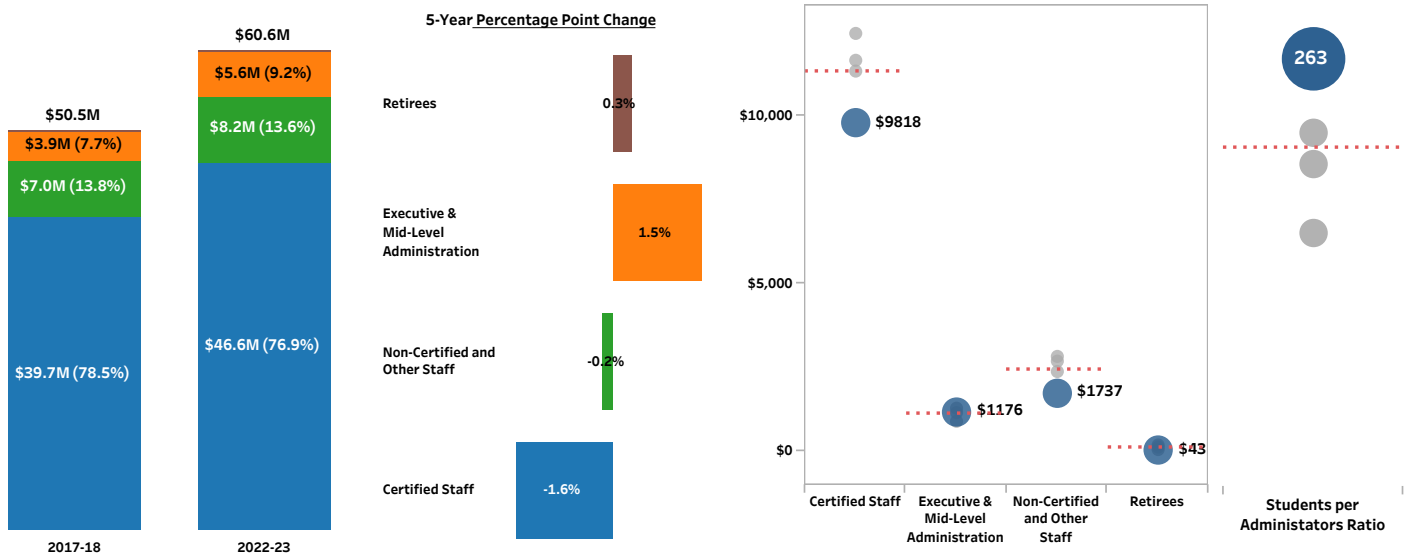 $50.5M
$3.9M (7.7%)
$7.0M (13.8%)
$39.7M (78.5%)
2017-18
$60.6M
$5.6M (9.2%)
$8.2M (13.6%)
$46.6M (76.9%)
2022-23
5-Year Percentage Point Change
Retirees
0.3%
Executive &
Mid-Level
Administration
1.5%
Non-Certified and
Other Staff
-0.2%
Certified Staff
-1.6%
$10,000
$5,000
$0
$9818
$1176
$1737
$43
Certified Staff
Executive &
Mid-Level
Administration
Non-Certified
and Other
Staff
Retirees
263
Students per
Administators Ratio